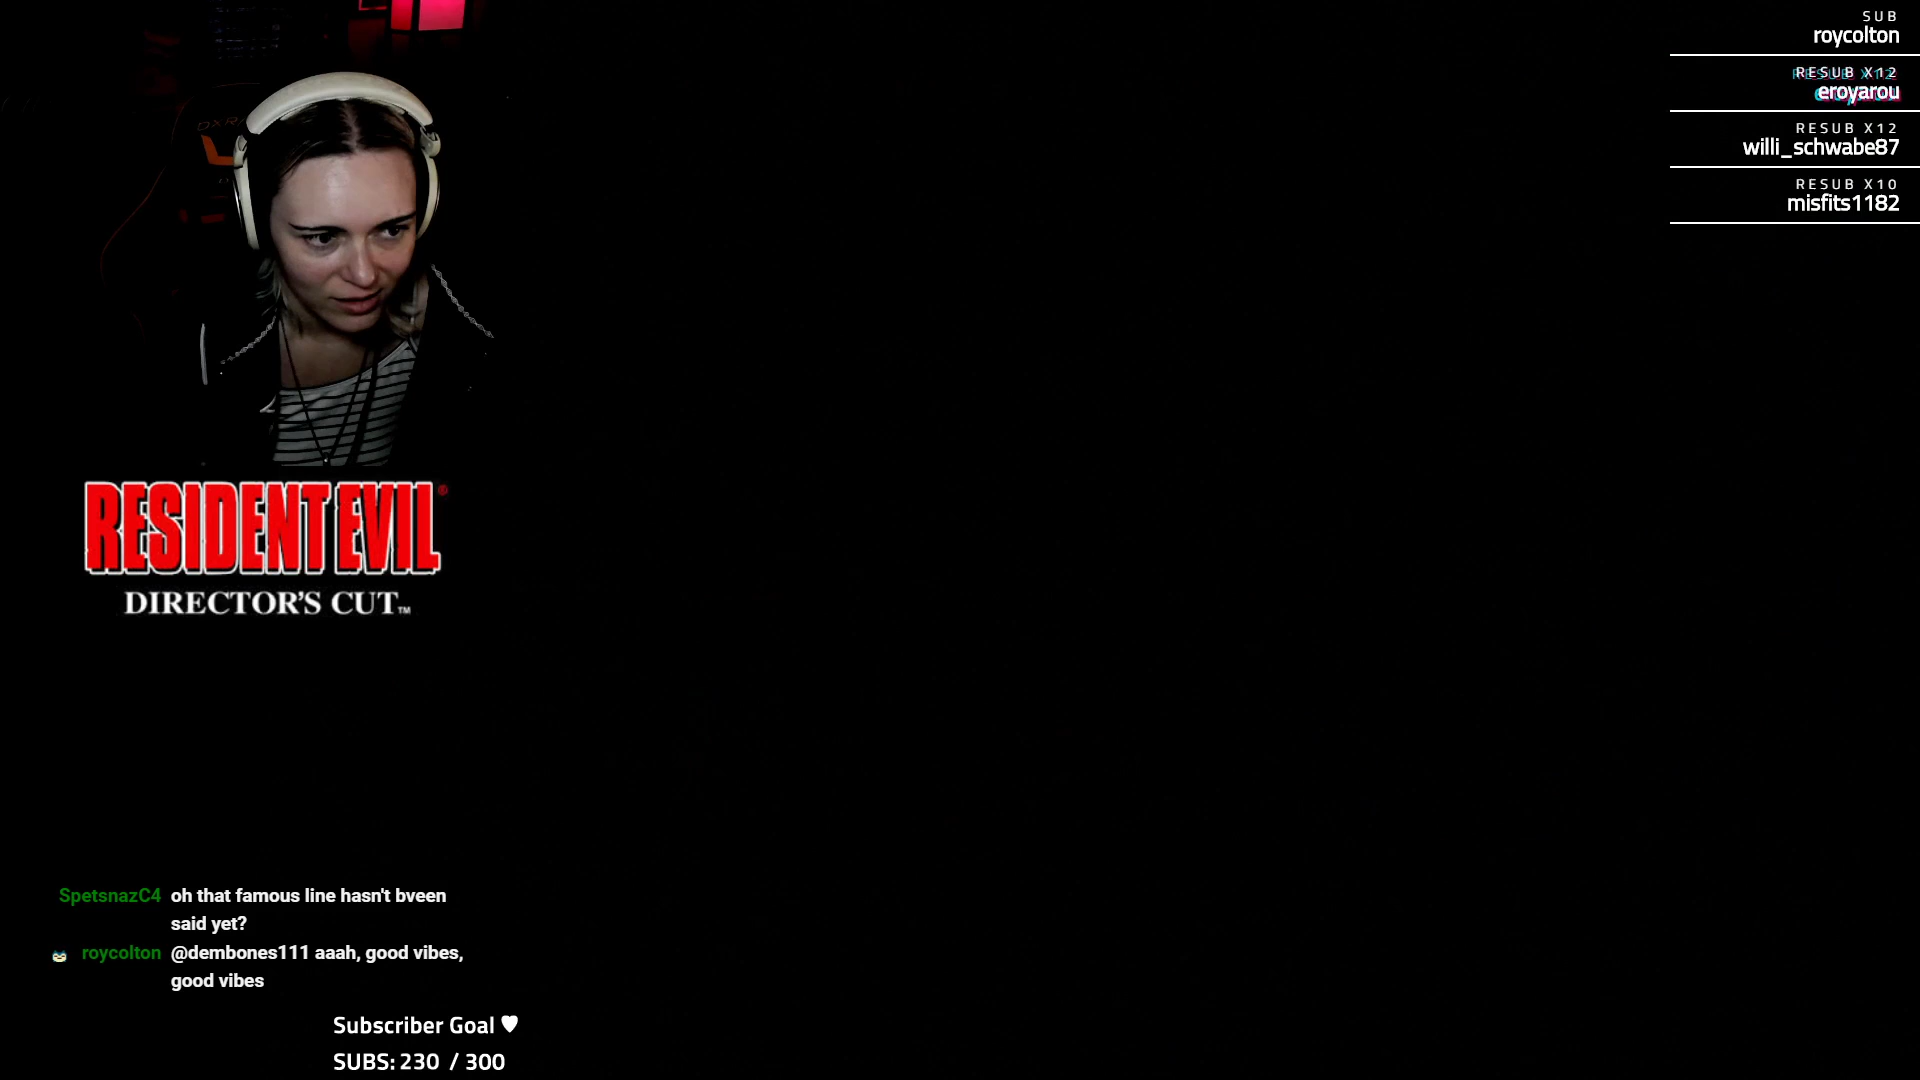 SUB
roycolton
RESUB X12
eroyarou
RESUB X12
willi_schwabe87
RESUB X10
misfits1182
RESIDENT EVIL®
DIRECTOR'S CUT™
SpetsnazC4 oh that famous line hasn't bveen
said yet?
roycolton @dembones111 aaah, good vibes,
good vibes
Subscriber Goal ♥
SUBS: 230 / 300